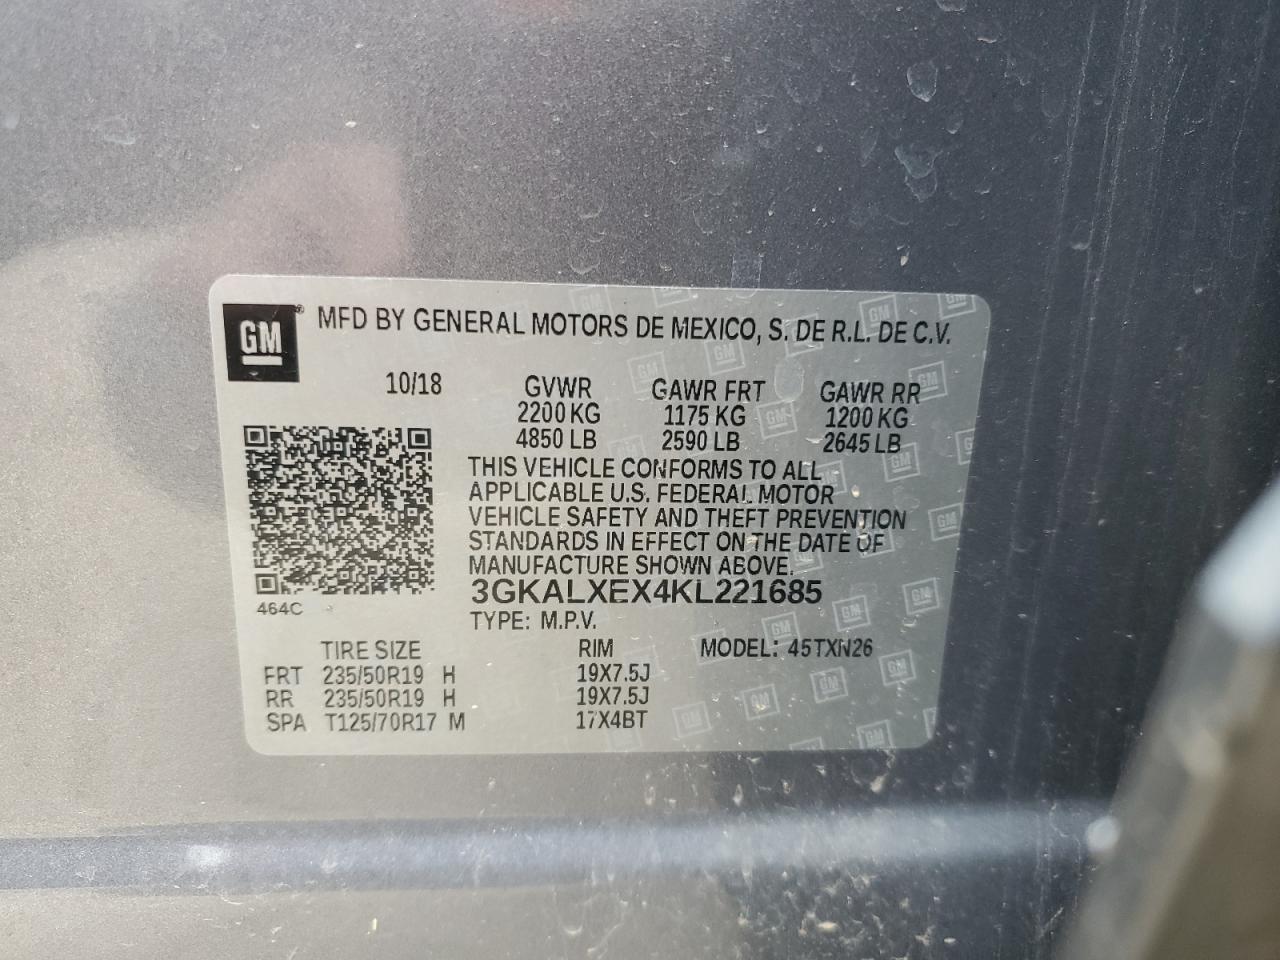 GM
MFD BY GENERAL MOTORS DE MEXICO, S. DE R.L. DE C.V.
10/18 GVWR GAWR FRT GAWR RR
2200 KG 1175 KG 1200 KG
4850 LB 2590 LB 2645 LB
THIS VEHICLE CONFORMS TO ALL
APPLICABLE U.S. FEDERAL MOTOR
VEHICLE SAFETY AND THEFT PREVENTION
STANDARDS IN EFFECT ON THE DATE OF
MANUFACTURE SHOWN ABOVE.
3GKALXEX4KL221685
464C
TYPE: M.P.V.
TIRE SIZE RIM MODEL: 45TXN26
FRT 235/50R19 H 19X7.5J
RR 235/50R19 H 19X7.5J
SPA T125/70R17 M 17X4BT